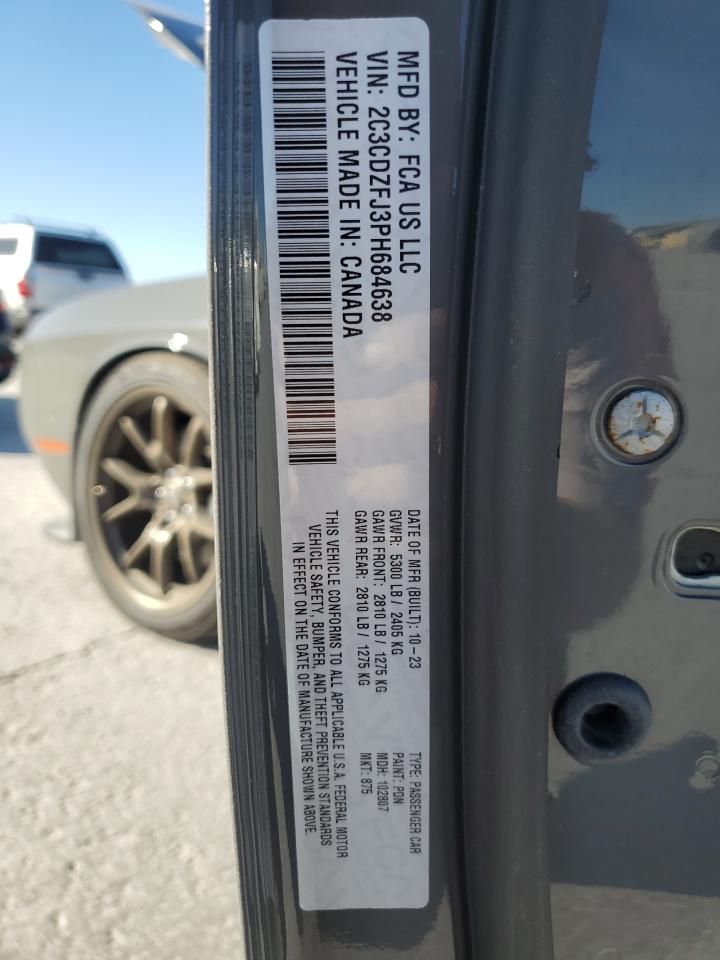 MFD BY: FCA US LLC
VIN: 2C3CDZFJ3PH684638
VEHICLE MADE IN: CANADA
DATE OF MFR (BUILT): 10-23
GVWR: 5300 LB / 2405 KG
GAWR FRONT: 2810 LB / 1275 KG
GAWR REAR: 2810 LB / 1275 KG
TYPE: PASSENGER CAR
PAINT: PDN
MDH: 102807
MKT: 875
THIS VEHICLE CONFORMS TO ALL APPLICABLE U.S.A. FEDERAL MOTOR
VEHICLE SAFETY, BUMPER, AND THEFT PREVENTION STANDARDS
IN EFFECT ON THE DATE OF MANUFACTURE SHOWN ABOVE.